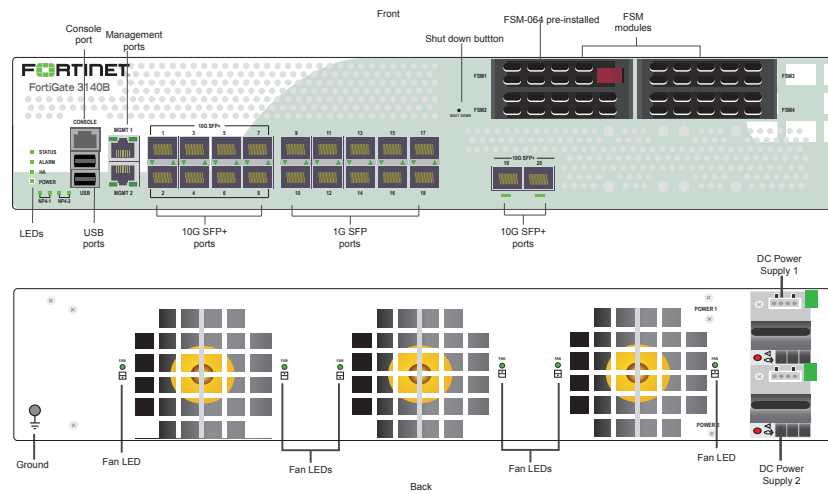 Front
Console
port
Management
ports
Shut down buttton
FSM-064 pre-installed
FSM
modules
FORTINET
FortiGate 3140B
CONSOLE
MGMT 1
10G SFP+
1 3 5 7
9 11 13 15 17
FSM1
FSM2
FSM3
FSM4
SHUT DOWN
STATUS
ALARM
HA
POWER
NP4-1 NP4-2
USB
MGMT 2
2 4 6 8
10 12 14 16 18
10G SFP+
19 20
LEDs
USB
ports
10G SFP+
ports
1G SFP
ports
10G SFP+
ports
DC Power
Supply 1
POWER 1
FAN
FAN
FAN
FAN
FAN
FAN
POWER 2
Ground
Fan LED
Fan LEDs
Fan LEDs
Fan LED
DC Power
Supply 2
Back